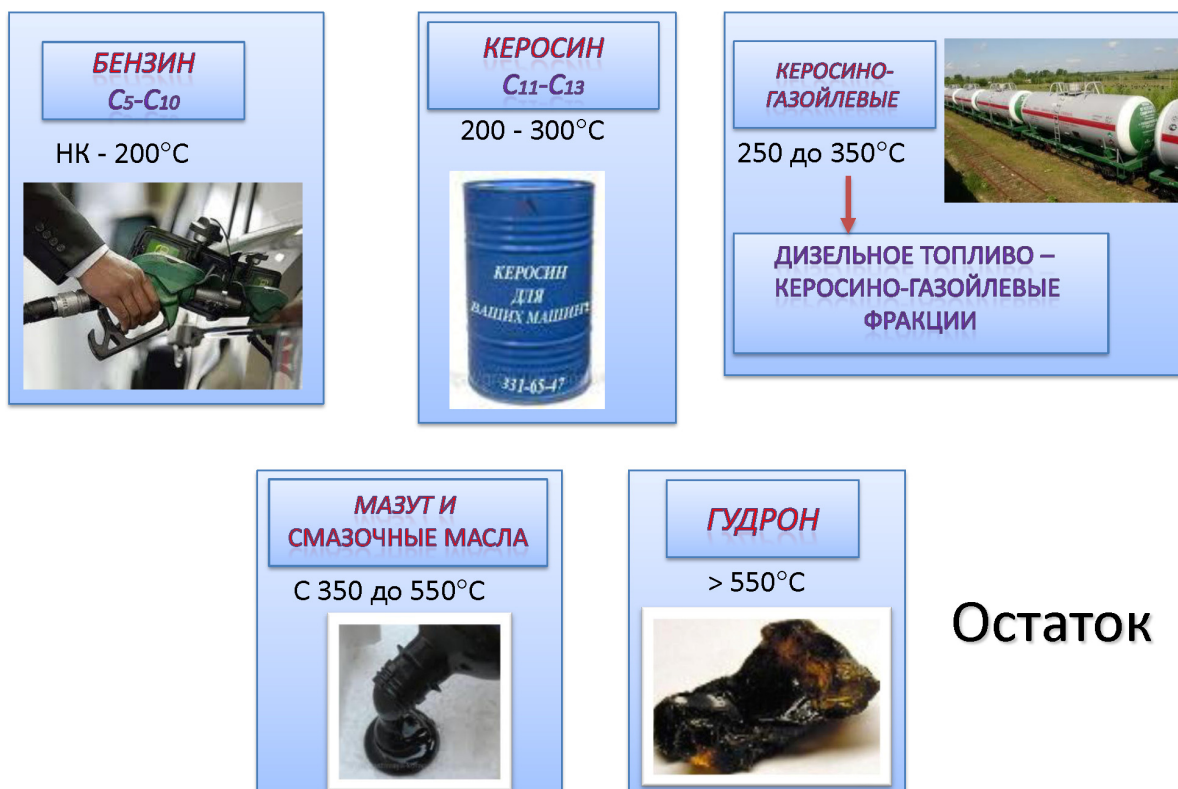 БЕНЗИН
C5-C10
НК - 200°C
КЕРОСИН
C11-C13
200 - 300°C
КЕРОСИН
ДЛЯ
ВАШИХ МАШИН
331-65-47
КЕРОСИНО-
ГАЗОЙЛЕВЫЕ
250 до 350°C
ДИЗЕЛЬНОЕ ТОПЛИВО –
КЕРОСИНО-ГАЗОЙЛЕВЫЕ
ФРАКЦИИ
МАЗУТ И
СМАЗОЧНЫЕ МАСЛА
С 350 до 550°C
ГУДРОН
> 550°C
Остаток